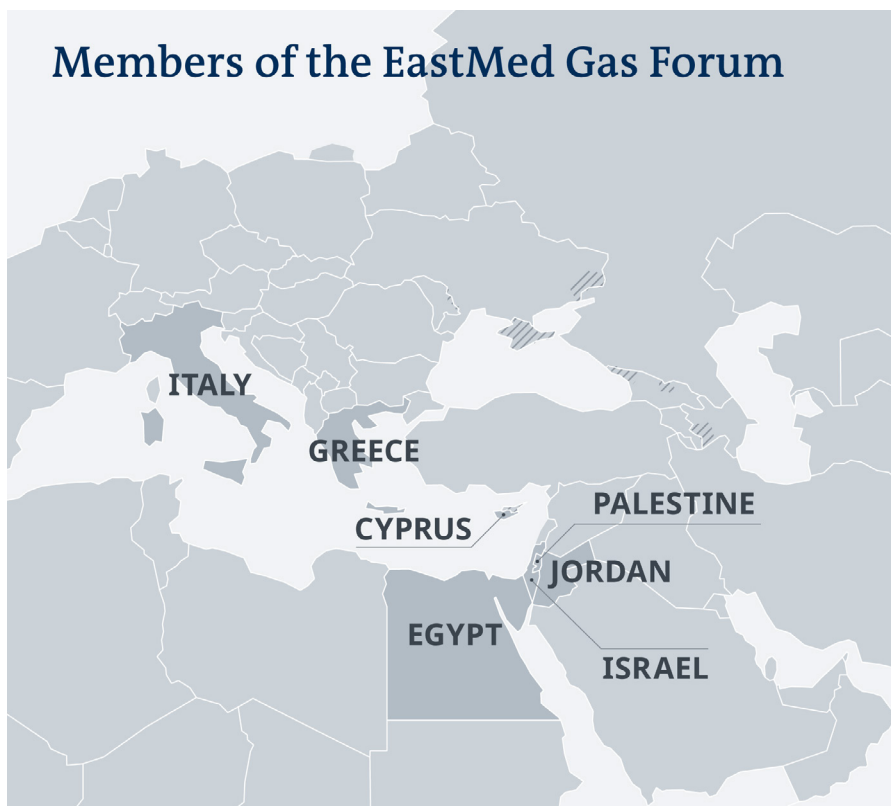 Members of the EastMed Gas Forum
ITALY
GREECE
CYPRUS
PALESTINE
JORDAN
EGYPT
ISRAEL